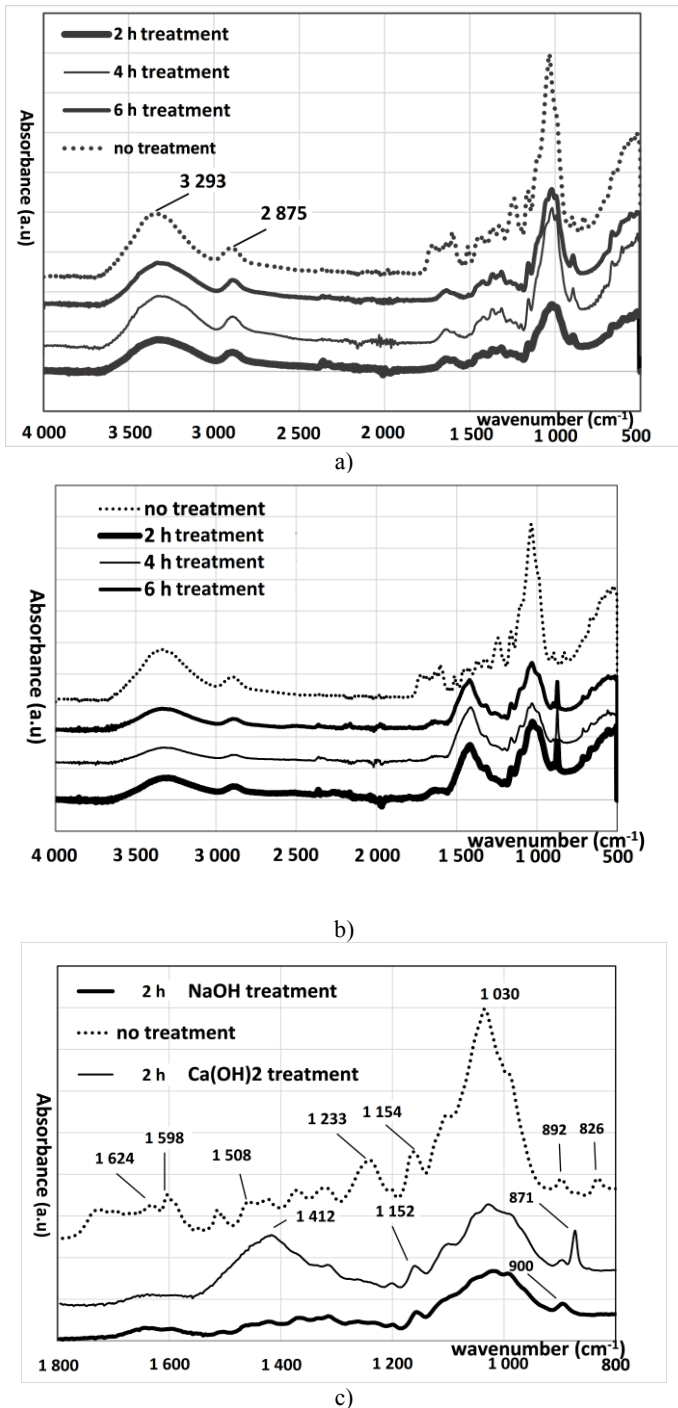 2 h treatment
4 h treatment
6 h treatment
no treatment
3 293
2 875
Absorbance (a.u)
wavenumber (cm-1)
4 000 3 500 3 000 2 500 2 000 1 500 1 000 500
a)
no treatment
2 h treatment
4 h treatment
6 h treatment
Absorbance (a.u)
wavenumber (cm-1)
4 000 3 500 3 000 2 500 2 000 1 500 1 000 500
b)
2 h NaOH treatment
no treatment
2 h Ca(OH)2 treatment
1 030
1 233
1 154
1 598
1 624
1 508
892
826
871
1 412
1 152
900
Absorbance (a.u)
wavenumber (cm-1)
1 800 1 600 1 400 1 200 1 000 800
c)